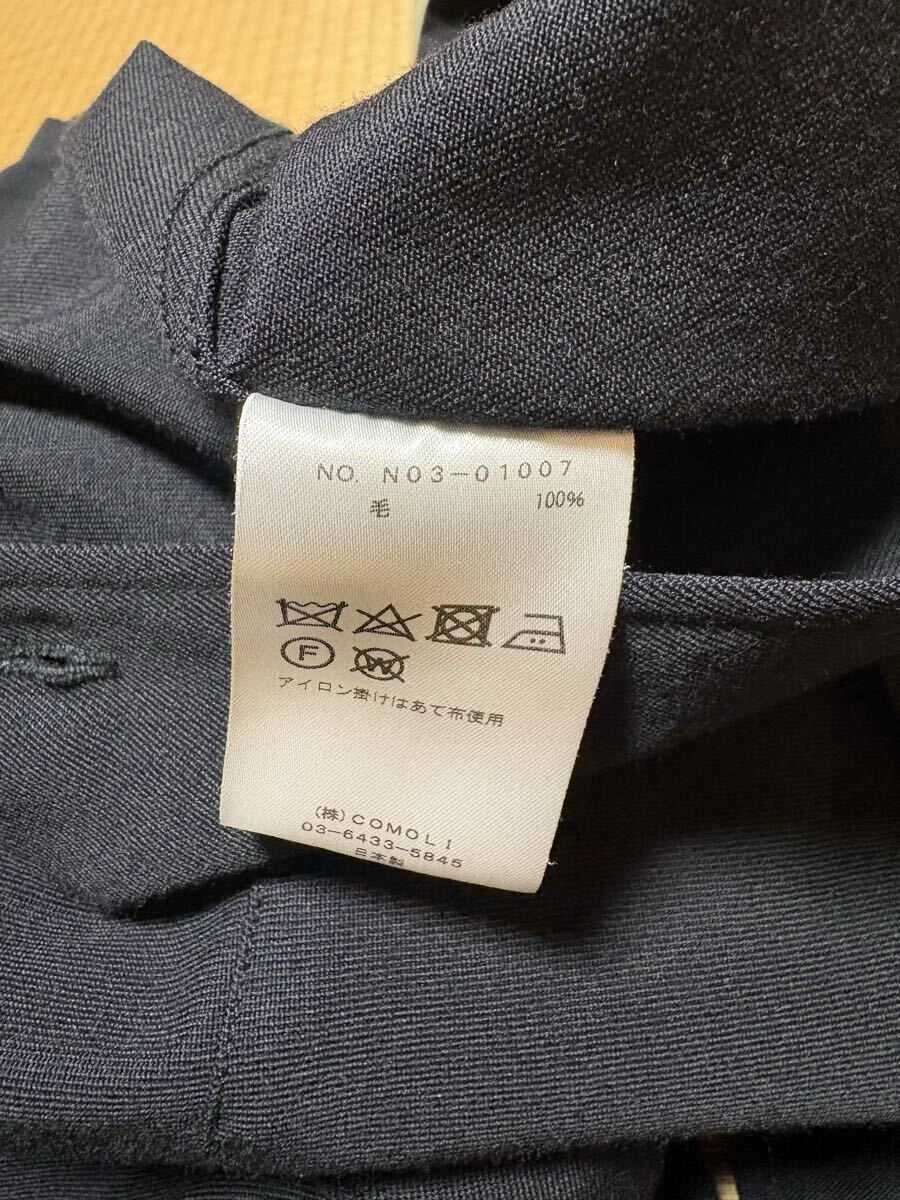 NO. N03-01007
毛 100%
F W
アイロン掛けはあて布使用
(株)COMOLI
03-6433-5845
日本製